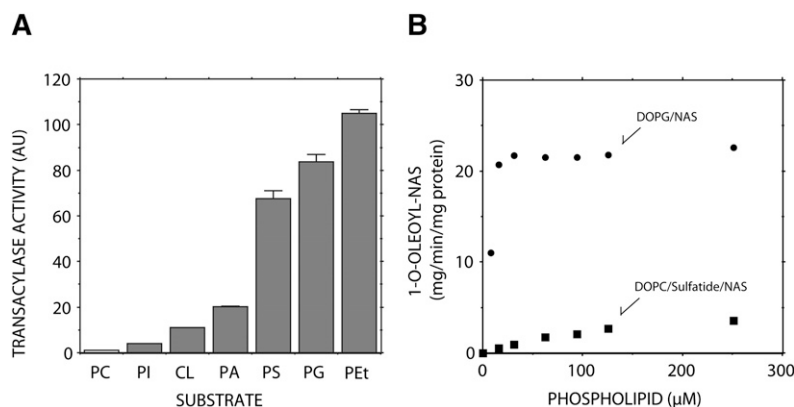 A
B
120
100
80
60
40
20
0
TRANSACYLASE ACTIVITY (AU)
PC PI CL PA PS PG PEt
SUBSTRATE
30
20
10
0
1-O-OLEOYL-NAS
(mg/min/mg protein)
DOPG/NAS
DOPC/Sulfatide/NAS
0 100 200 300
PHOSPHOLIPID (μM)